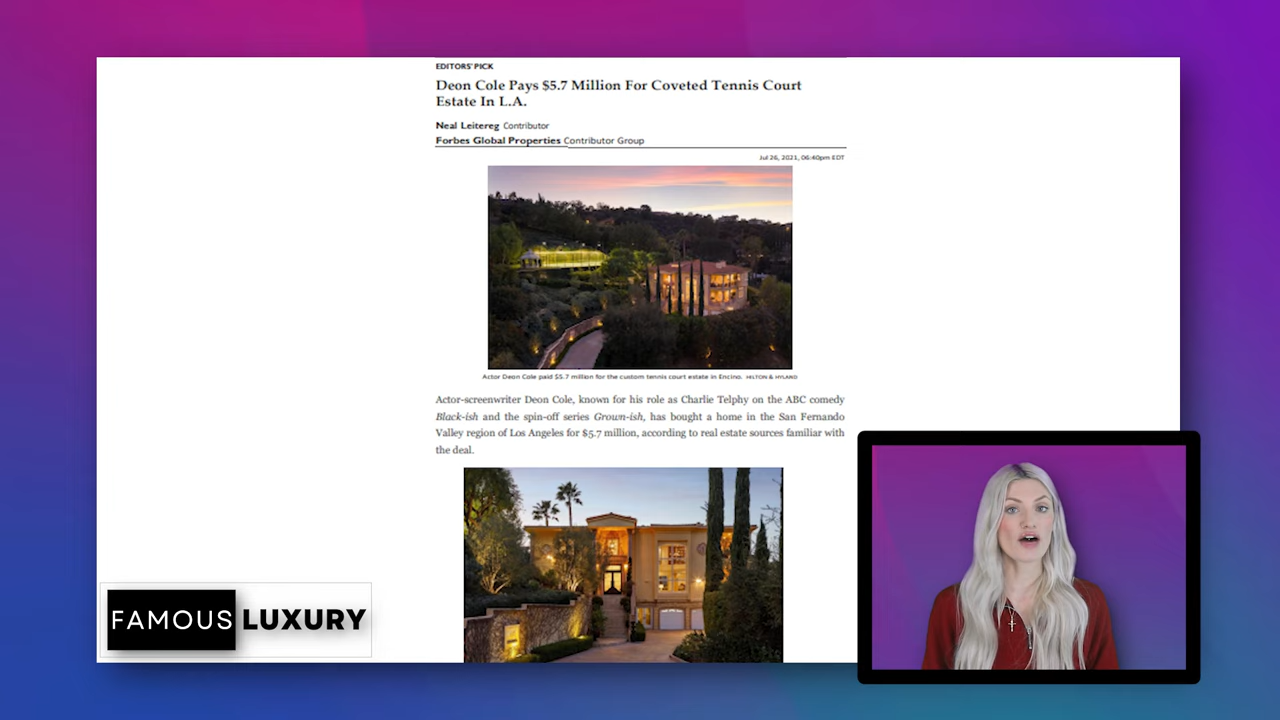 EDITORS' PICK
Deon Cole Pays $5.7 Million For Coveted Tennis Court
Estate In L.A.
Neal Leitereg Contributor
Forbes Global Properties Contributor Group
Jul 26, 2021, 06:40pm EDT
Actor Deon Cole paid $5.7 million for the custom tennis court estate in Encino. HILTON & HYLAND
Actor-screenwriter Deon Cole, known for his role as Charlie Telphy on the ABC comedy
Black-ish and the spin-off series Grown-ish, has bought a home in the San Fernando
Valley region of Los Angeles for $5.7 million, according to real estate sources familiar with
the deal.
FAMOUS LUXURY